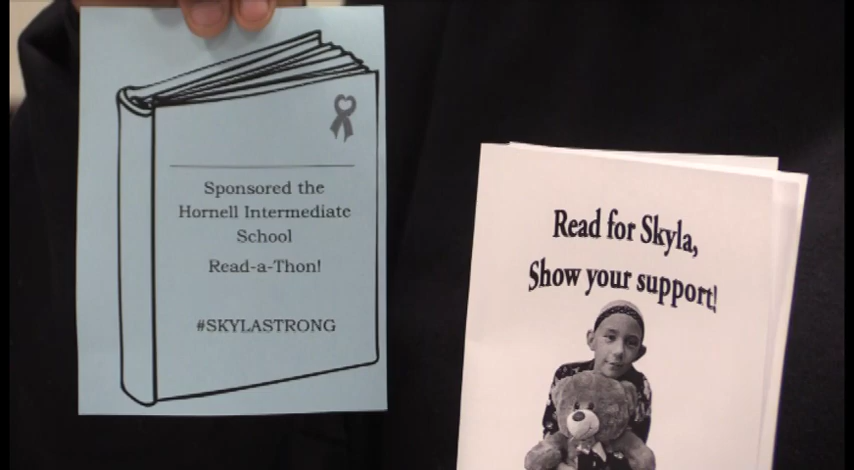 Sponsored the
Hornell Intermediate
School
Read-a-Thon!
#SKYLASTRONG
Read for Skyla,
Show your support!